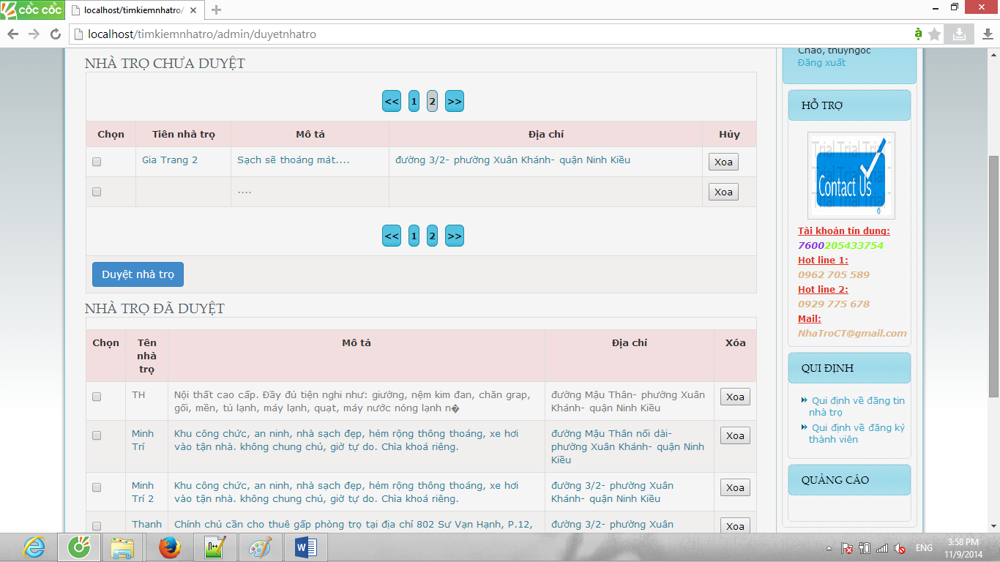 cốc cốc
localhost/timkiemnhatro/
localhost/timkiemnhatro/admin/duyetnhatro
NHÀ TRỌ CHƯA DUYỆT
<< 1 2 >>
Chọn Tiên nhà trọ Mô tả Địa chỉ Hủy
Gia Trang 2 Sạch sẽ thoáng mát.... đường 3/2- phường Xuân Khánh- quận Ninh Kiều Xoa
.... Xoa
<< 1 2 >>
Duyệt nhà trọ
NHÀ TRỌ ĐÃ DUYỆT
Chọn Tên nhà trọ Mô tả Địa chỉ Xóa
TH
Nội thất cao cấp. Đầy đủ tiện nghi như: giường, nệm kim đan, chăn grap,
gối, mền, tủ lạnh, máy lạnh, quạt, máy nước nóng lạnh n�
đường Mậu Thân- phường Xuân
Khánh- quận Ninh Kiều
Xoa
Minh
Trí
Khu công chức, an ninh, nhà sạch đẹp, hẻm rộng thông thoáng, xe hơi
vào tận nhà. không chung chủ, giờ tự do. Chìa khoá riêng.
đường Mậu Thân nối dài-
phường Xuân Khánh- quận Ninh
Kiều
Xoa
Minh
Trí 2
Khu công chức, an ninh, nhà sạch đẹp, hẻm rộng thông thoáng, xe hơi
vào tận nhà. không chung chủ, giờ tự do. Chìa khoá riêng.
đường 3/2- phường Xuân
Khánh- quận Ninh Kiều
Xoa
Thanh
Chính chủ cần cho thuê gấp phòng trọ tại địa chỉ 802 Sư Vạn Hạnh, P.12,
đường 3/2- phường Xuân
Xoa
Chào, thuyngoc
Đăng xuất
HỖ TRỢ
Trial Trial Trial
Contact Us
Tài khoản tín dung:
7600205433754
Hot line 1:
0962 705 589
Hot line 2:
0929 775 678
Mail:
NhaTroCT@gmail.com
QUI ĐỊNH
Qui định về đăng tin
nhà trọ
Qui định về đăng ký
thành viên
QUẢNG CÁO
ENG
3:58 PM
11/9/2014